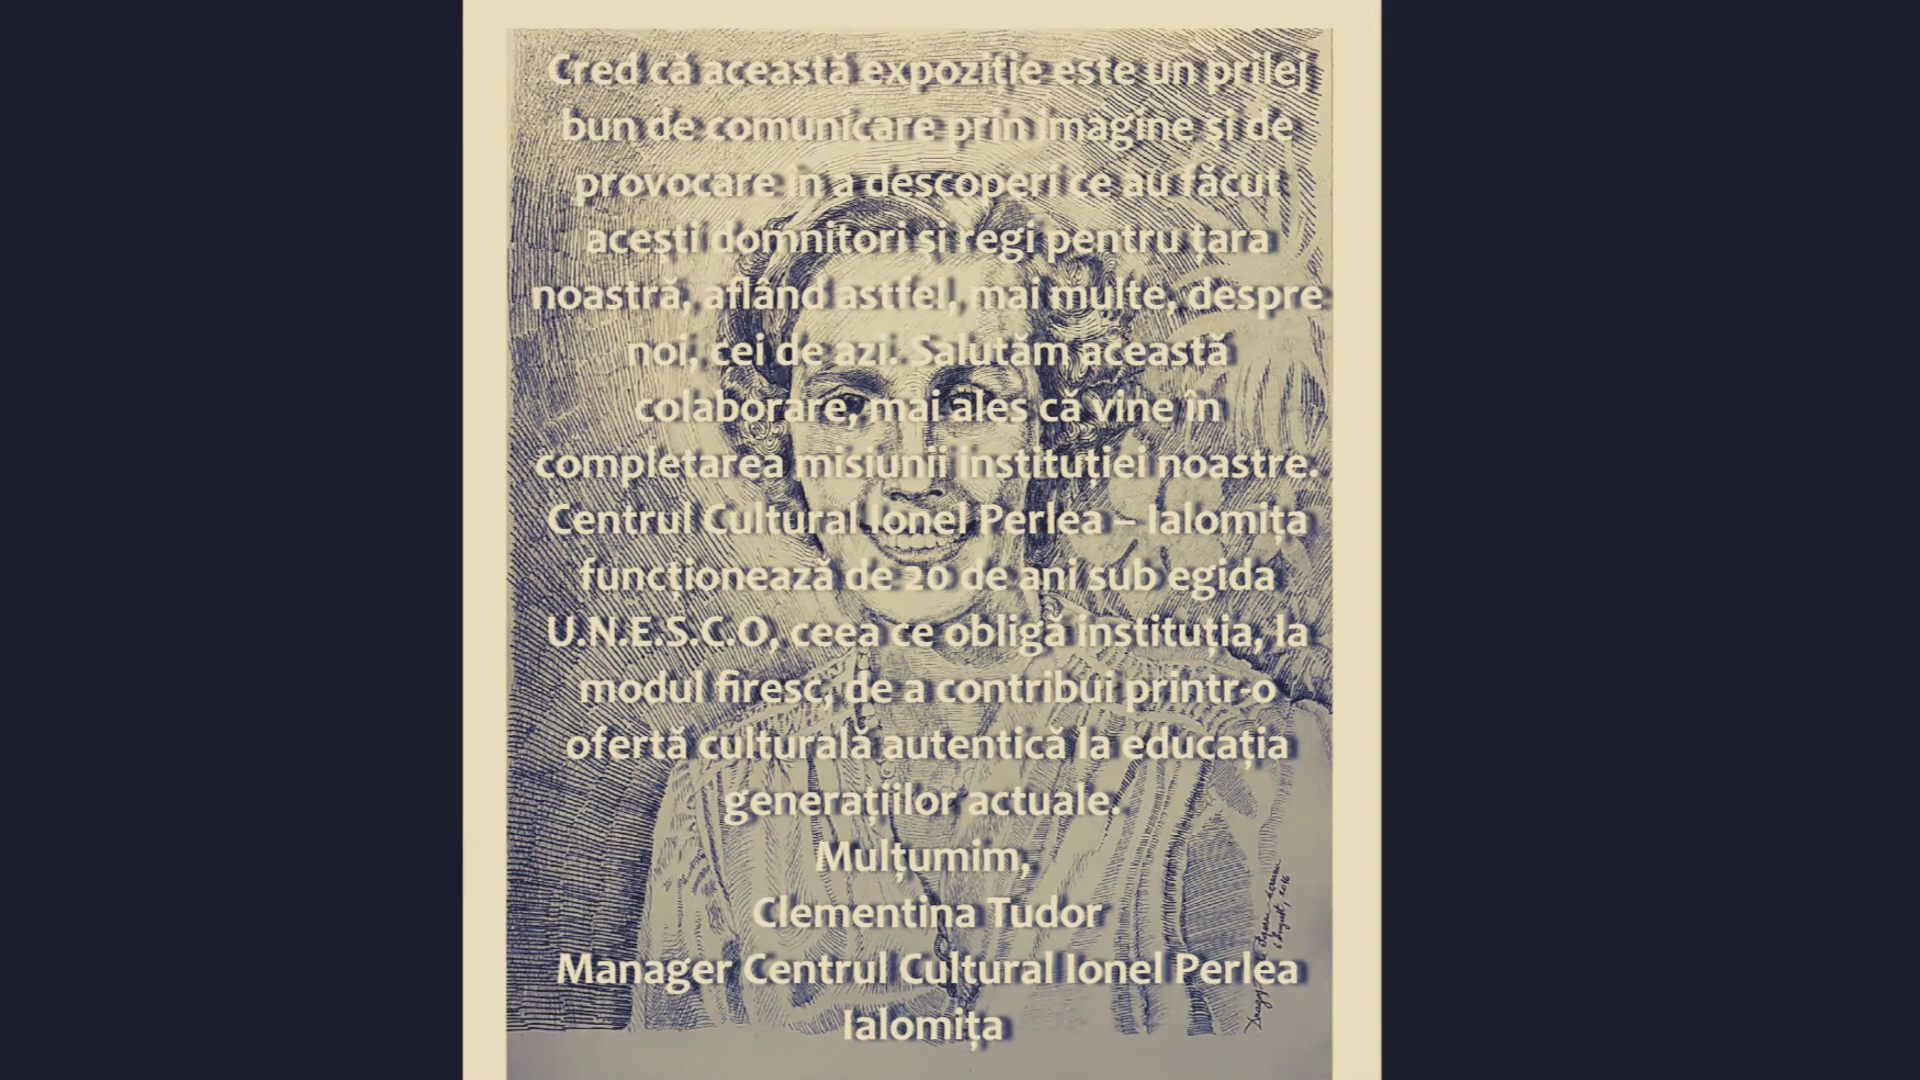 Cred că această expoziție este un prilej
bun de comunicare prin imagine și de
provocare în a descoperi ce au făcut
acești domnitori și regi pentru țara
noastră, aflând astfel, mai multe, despre
noi, cei de azi. Salutăm această
colaborare, mai ales că vine în
completarea misiunii instituției noastre.
Centrul Cultural Ionel Perlea – Ialomița
funcționează de 20 de ani sub egida
U.N.E.S.C.O, ceea ce obligă instituția, la
modul firesc, de a contribui printr-o
ofertă culturală autentică la educația
generațiilor actuale.
Mulțumim,
Clementina Tudor
Manager Centrul Cultural Ionel Perlea
Ialomița
August, 2016